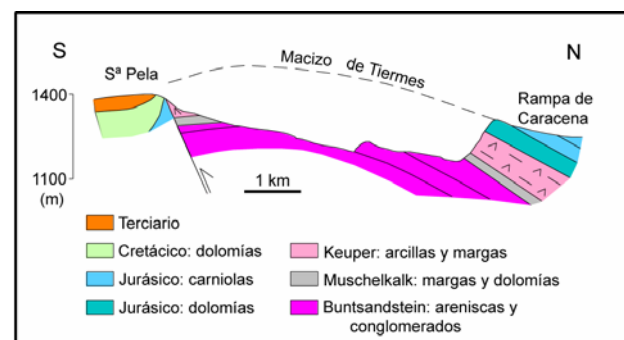 S
N
Macizo de Tiermes
Sª Pela
Rampa de
Caracena
1400
1100
(m)
1 km
Terciario
Cretácico: dolomías
Jurásico: carniolas
Jurásico: dolomías
Keuper: arcillas y margas
Muschelkalk: margas y dolomías
Buntsandstein: areniscas y
conglomerados